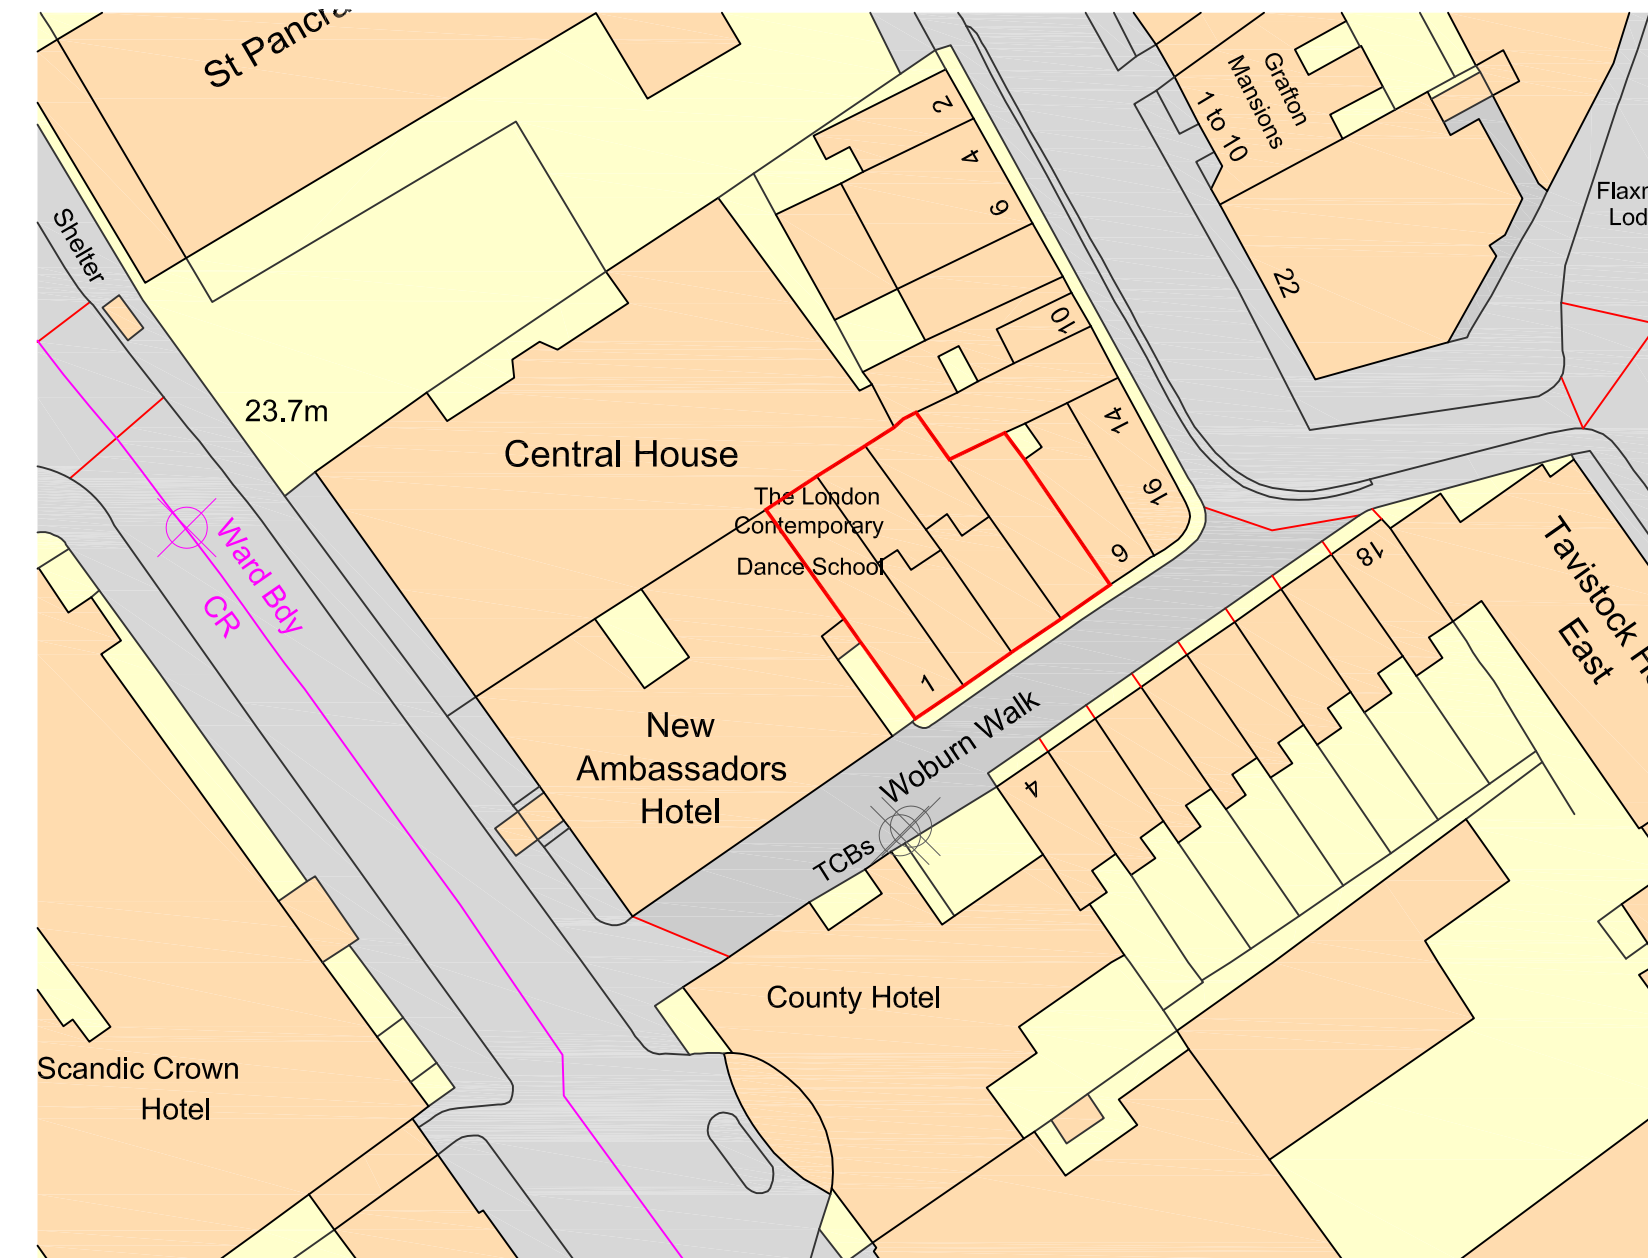 St Pancra
Shelter
23.7m
Central House
The London
Contemporary
Dance School
Ward Bdy
CR
New
Ambassadors
Hotel
Woburn Walk
TCBs
County Hotel
Scandic Crown
Hotel
Grafton
Mansions
1 to 10
22
Flaxm
Lod
Tavistock Ho
East
2
4
6
10
14
16
6
1
18
4